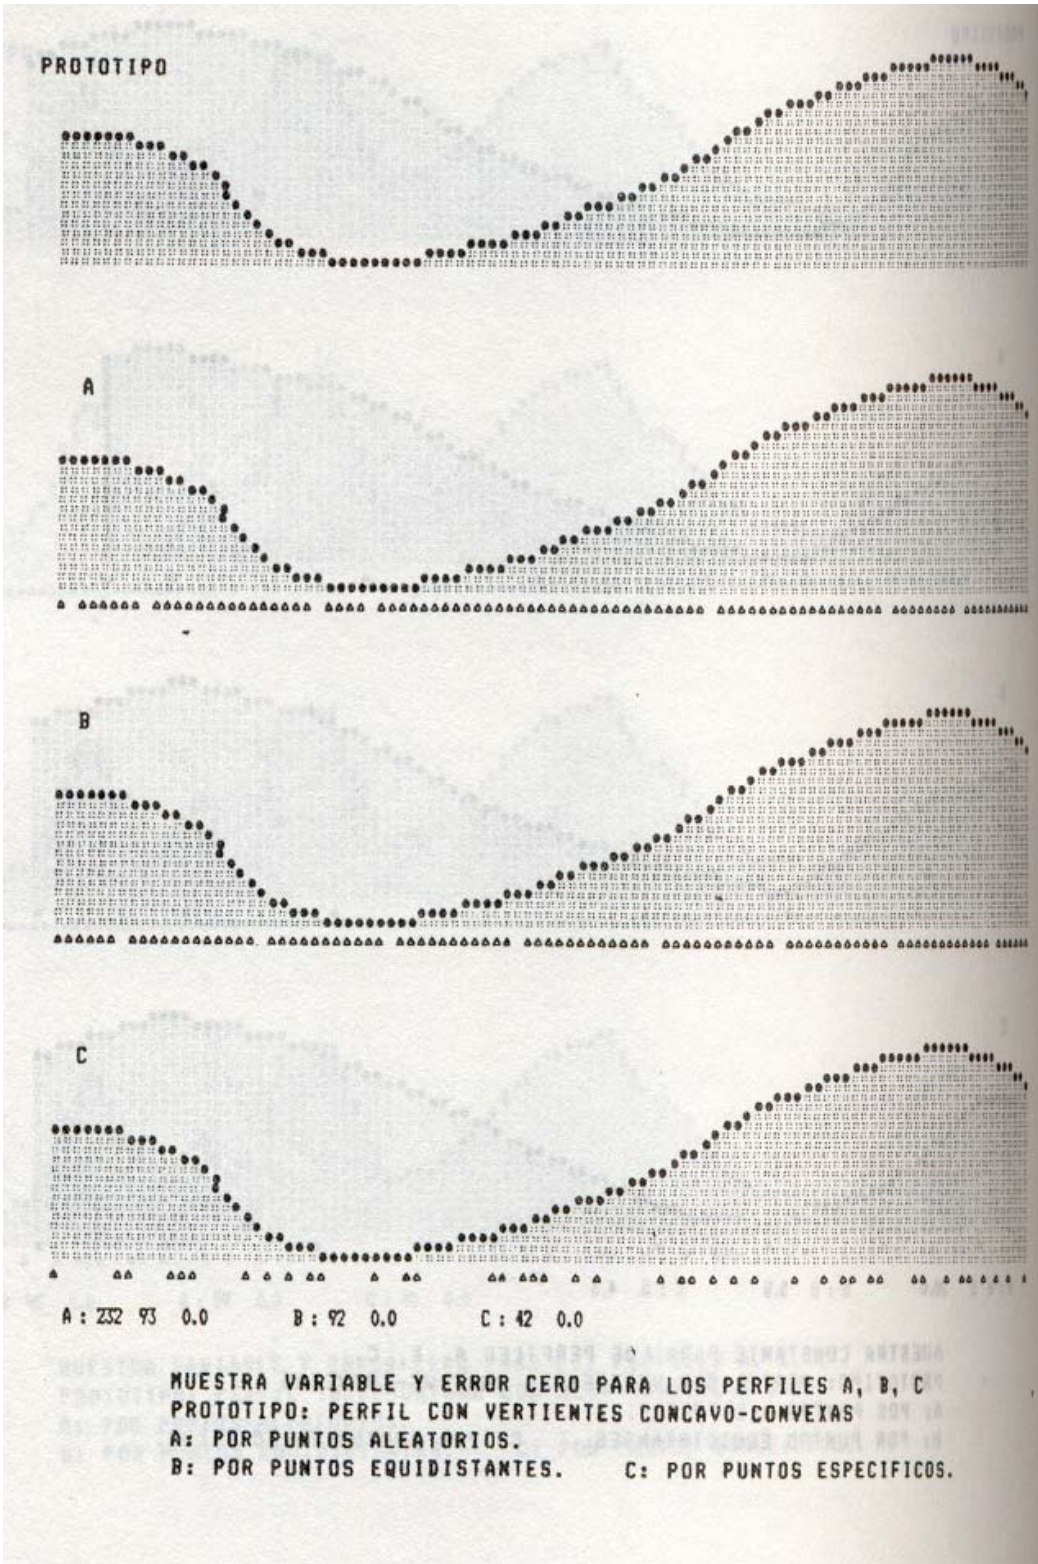 PROTOTIPO
A
B
C
A: 232 93 0.0 B: 92 0.0 C: 42 0.0
MUESTRA VARIABLE Y ERROR CERO PARA LOS PERFILES A, B, C
PROTOTIPO: PERFIL CON VERTIENTES CONCAVO-CONVEXAS
A: POR PUNTOS ALEATORIOS.
B: POR PUNTOS EQUIDISTANTES. C: POR PUNTOS ESPECIFICOS.